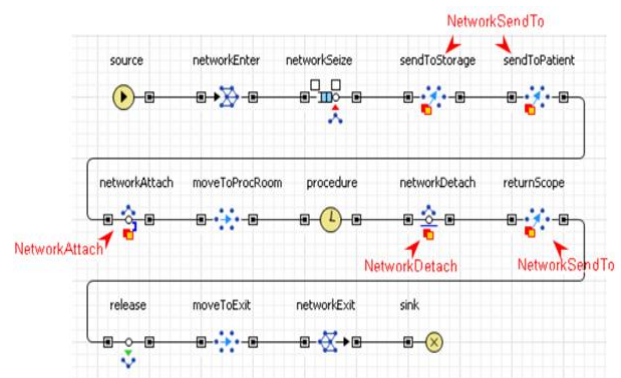 NetworkSendTo
source networkEnter networkSeize sendToStorage sendToPatient
networkAttach moveToProcRoom procedure networkDetach returnScope
NetworkAttach NetworkDetach NetworkSendTo
release moveToExit networkExit sink